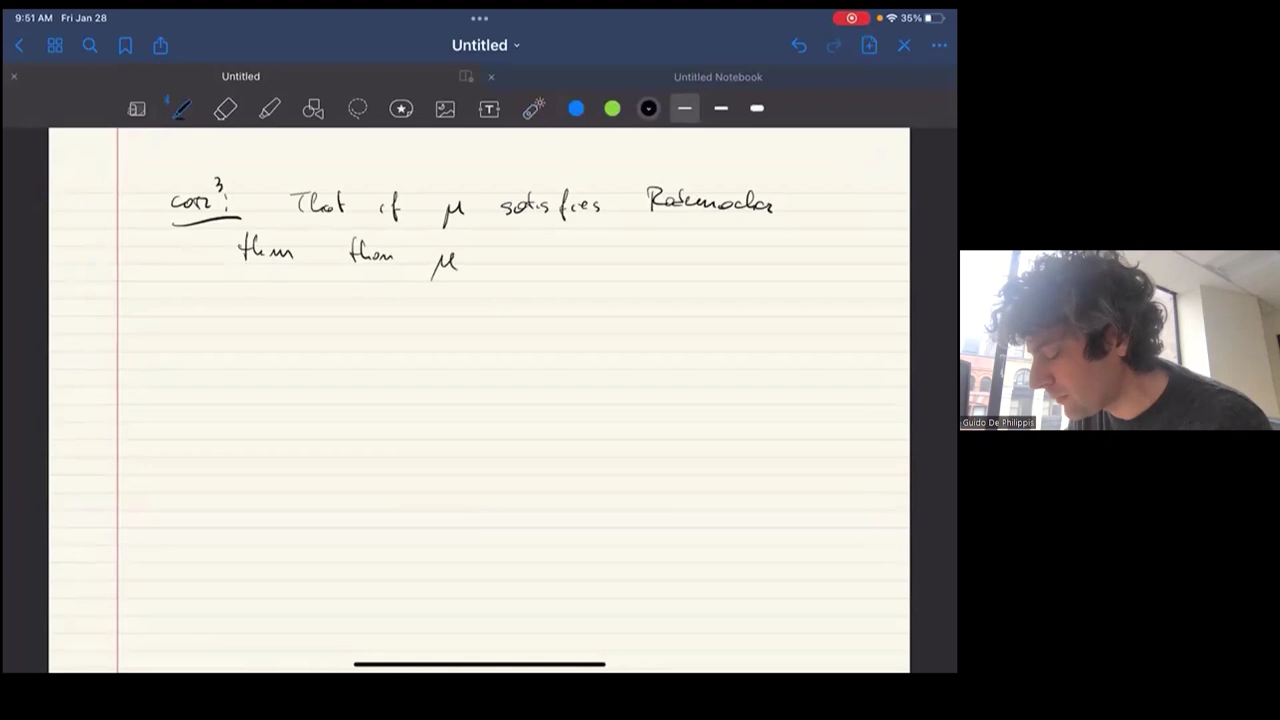 9:51 AM Fri Jan 28
35%
Untitled
Untitled
Untitled Notebook
cor³: That if μ satisfies Rademacher
thm then μ
Guido De Philippis